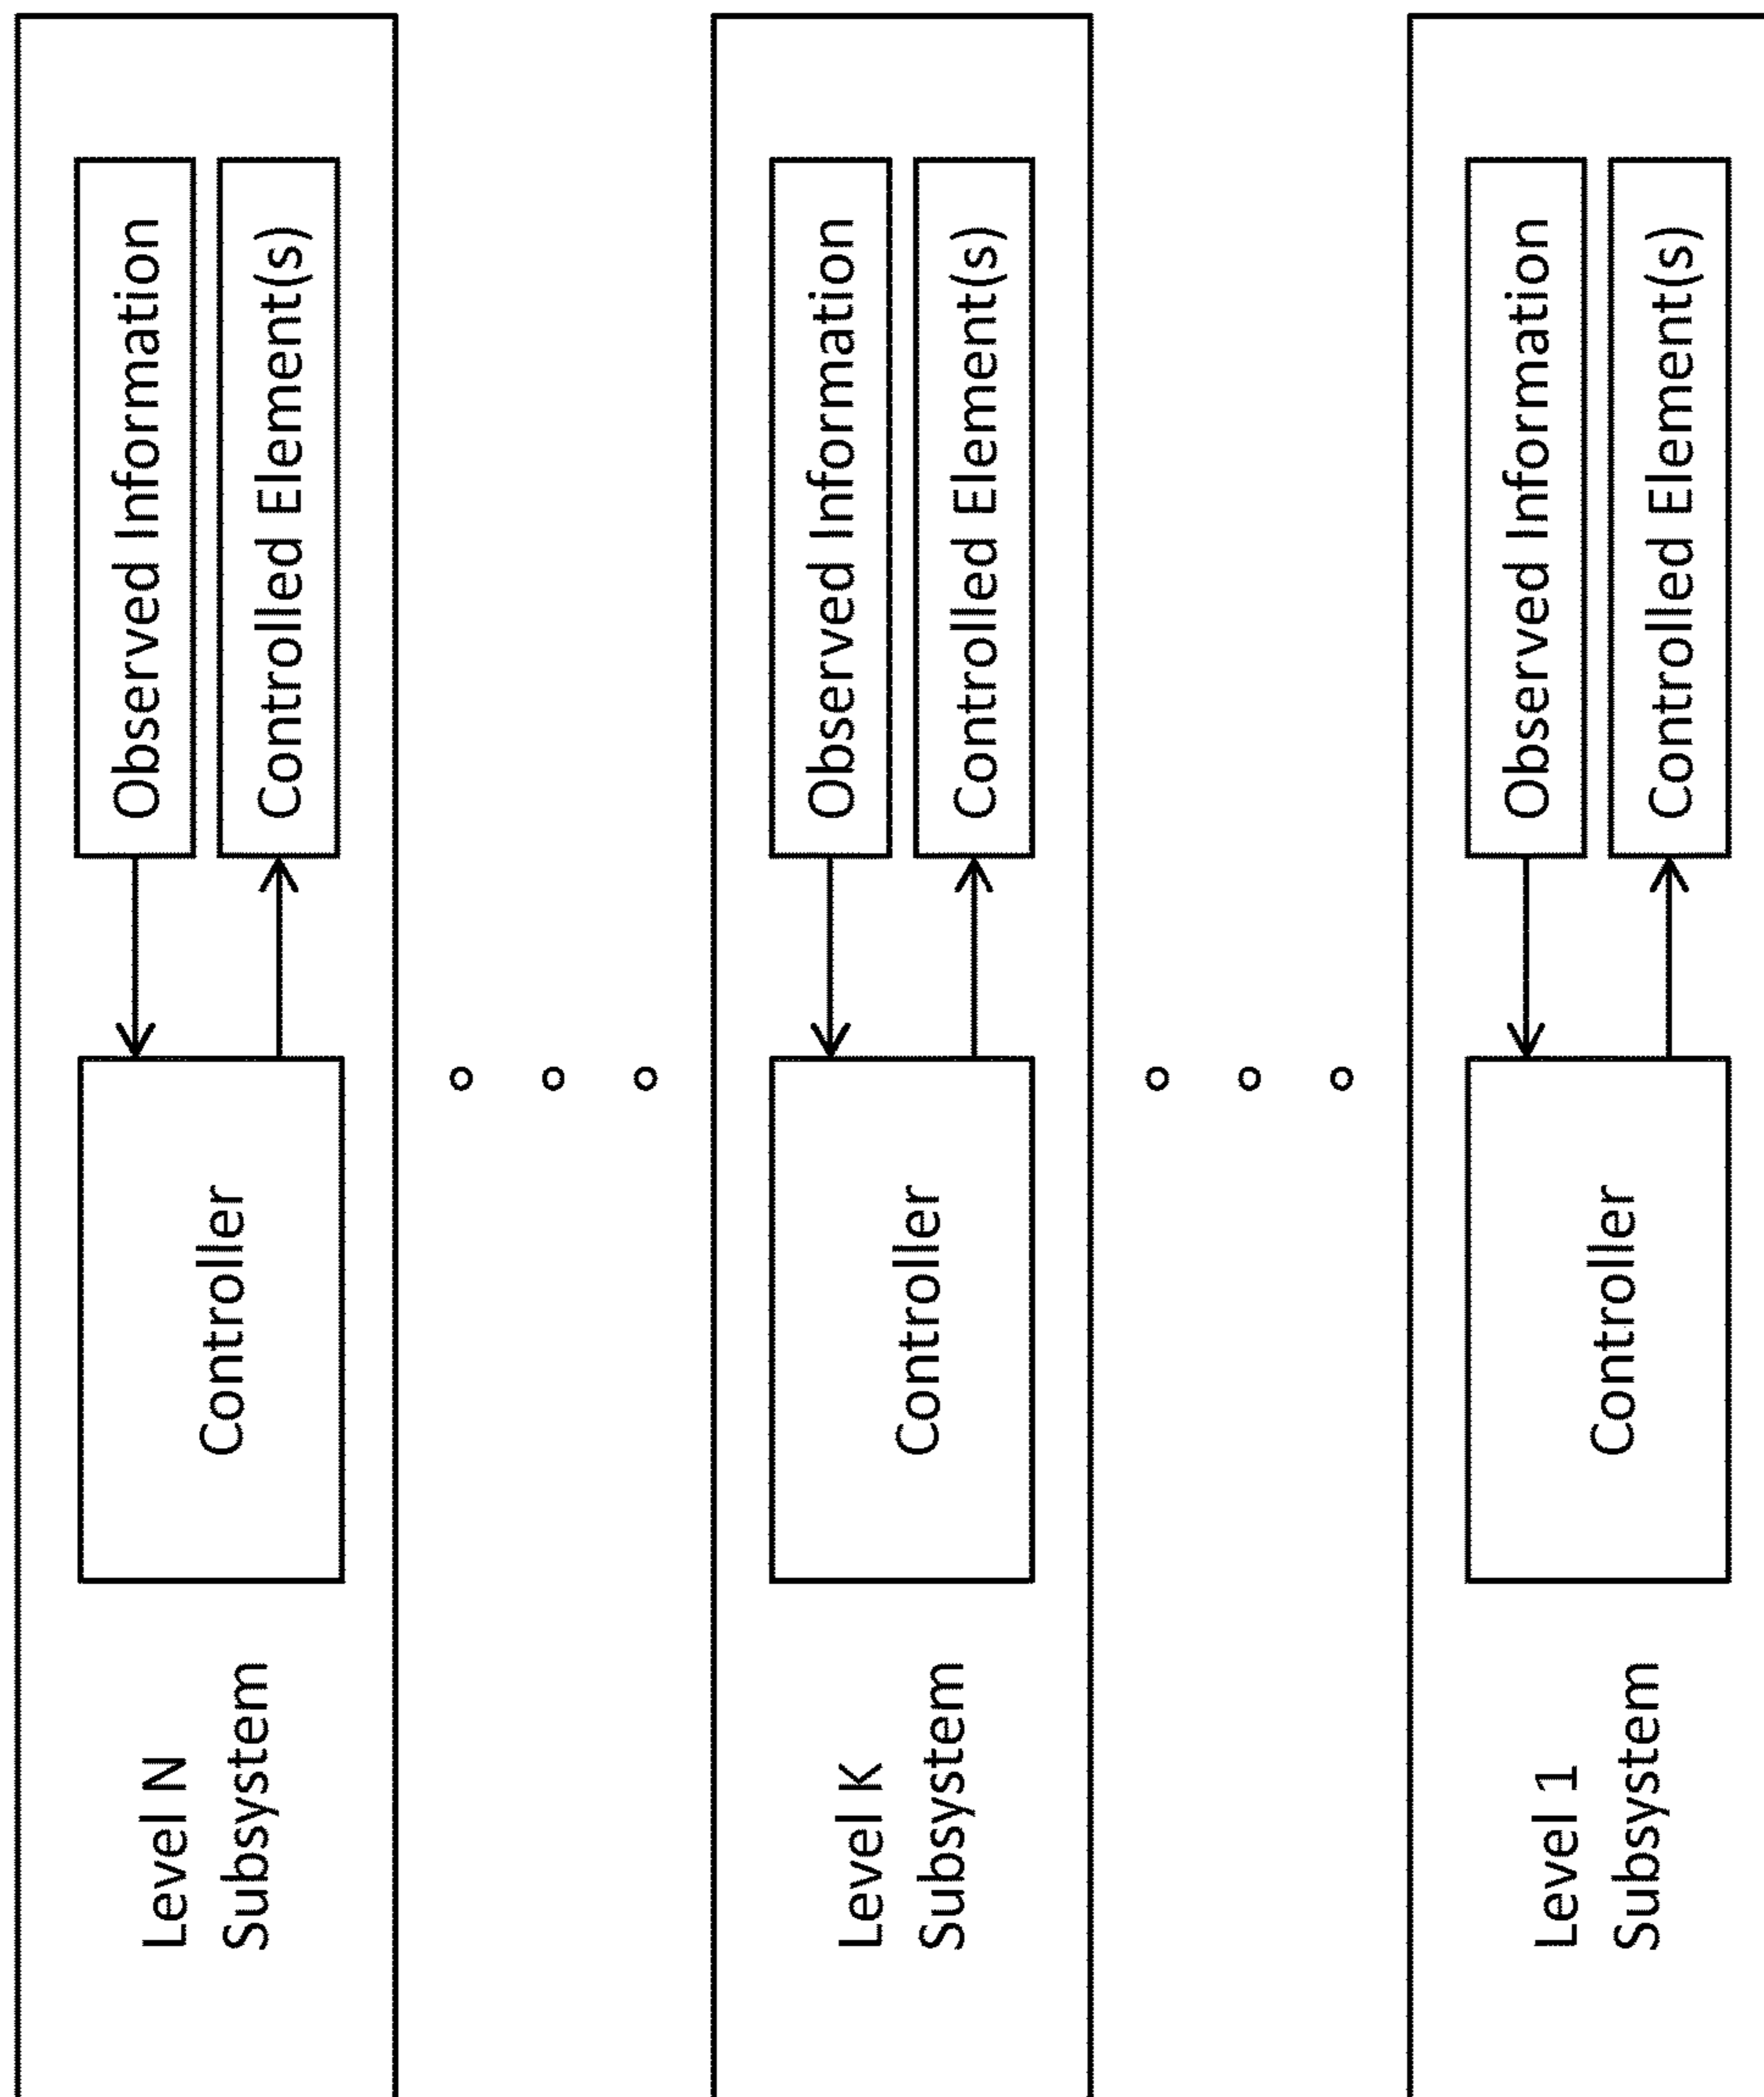 Level N
Subsystem
Controller
Observed Information
Controlled Element(s)
Level K
Subsystem
Controller
Observed Information
Controlled Element(s)
Level 1
Subsystem
Controller
Observed Information
Controlled Element(s)